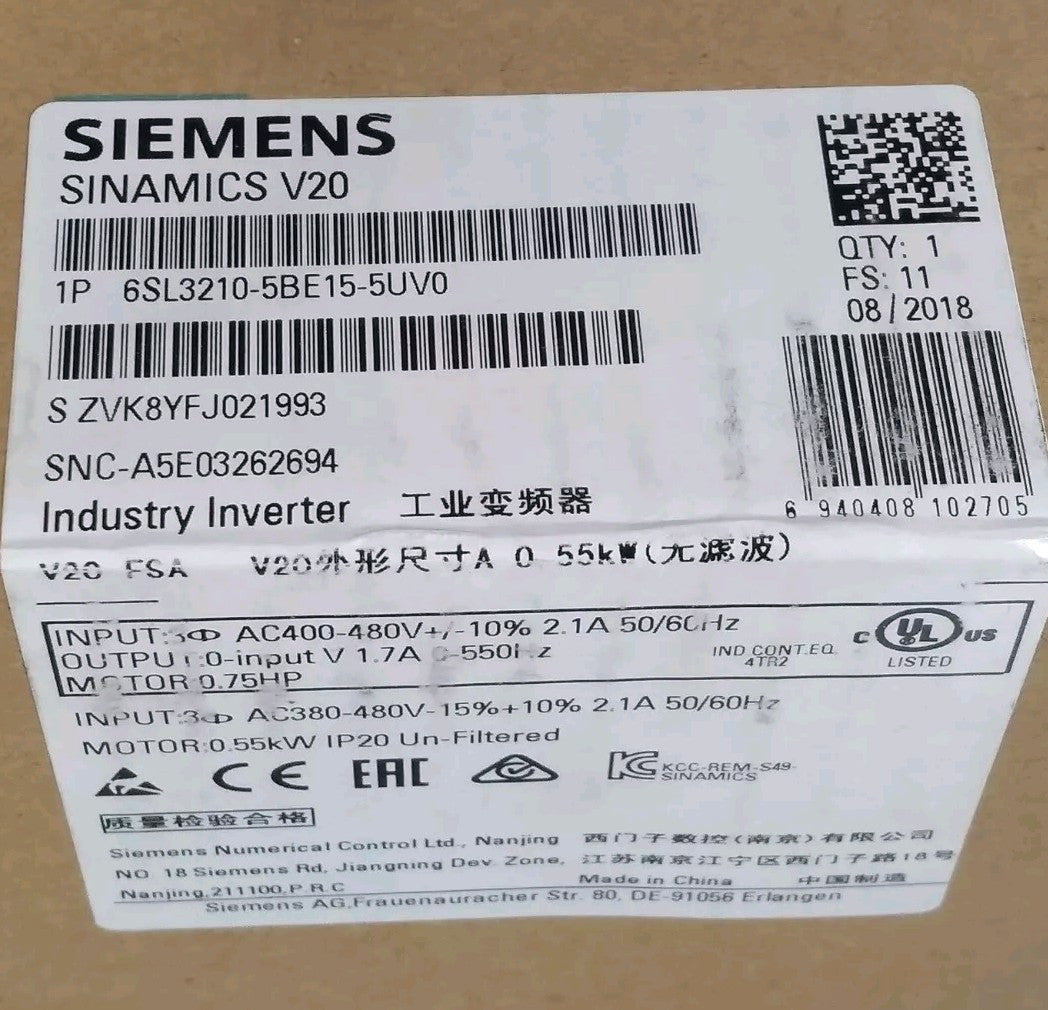 SIEMENS
SINAMICS V20
1P 6SL3210-5BE15-5UV0
QTY: 1
FS: 11
08/2018
S ZVK8YFJ021993
SNC-A5E03262694
Industry Inverter 工业变频器
6 940408 102705
V20 FSA V20外形尺寸A 0.55kW(无滤波)
INPUT:3Φ AC400-480V+/-10% 2.1A 50/60Hz
OUTPUT:0-input V 1.7A 0-550Hz
MOTOR:0.75HP
IND.CONT.EQ.
4TR2
C UL US
LISTED
INPUT:3Φ AC380-480V-15%+10% 2.1A 50/60Hz
MOTOR:0.55kW IP20 Un-Filtered
CE EAC KC KCC-REM-S49-
SINAMICS
质量检验合格
Siemens Numerical Control Ltd., Nanjing 西门子数控(南京)有限公司
NO. 18 Siemens Rd, Jiangning Dev. Zone, 江苏南京江宁区西门子路18号
Nanjing,211100,P.R.C Made in China 中国制造
Siemens AG,Frauenauracher Str. 80, DE-91056 Erlangen